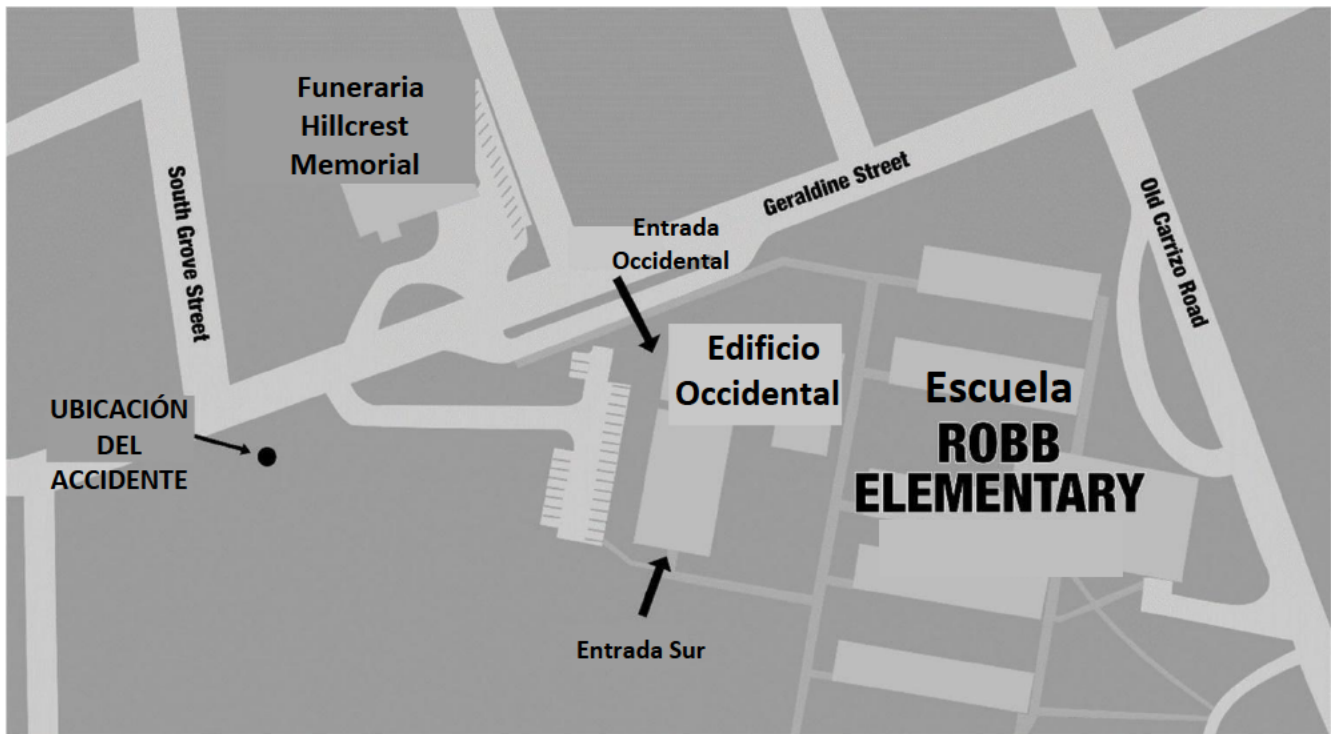 Funeraria
Hillcrest
Memorial
South Grove Street
Geraldine Street
Old Carrizo Road
Entrada
Occidental
Edificio
Occidental
Escuela
ROBB
ELEMENTARY
UBICACIÓN
DEL
ACCIDENTE
Entrada Sur